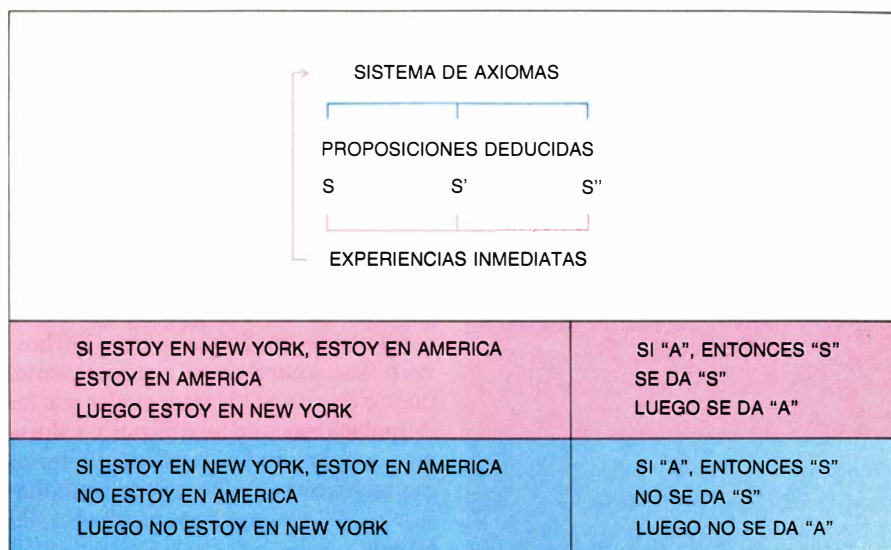 SISTEMA DE AXIOMAS
PROPOSICIONES DEDUCIDAS
S S' S''
EXPERIENCIAS INMEDIATAS
SI ESTOY EN NEW YORK, ESTOY EN AMERICA
ESTOY EN AMERICA
LUEGO ESTOY EN NEW YORK
SI “A”, ENTONCES “S”
SE DA “S”
LUEGO SE DA “A”
SI ESTOY EN NEW YORK, ESTOY EN AMERICA
NO ESTOY EN AMERICA
LUEGO NO ESTOY EN NEW YORK
SI “A”, ENTONCES “S”
NO SE DA “S”
LUEGO NO SE DA “A”